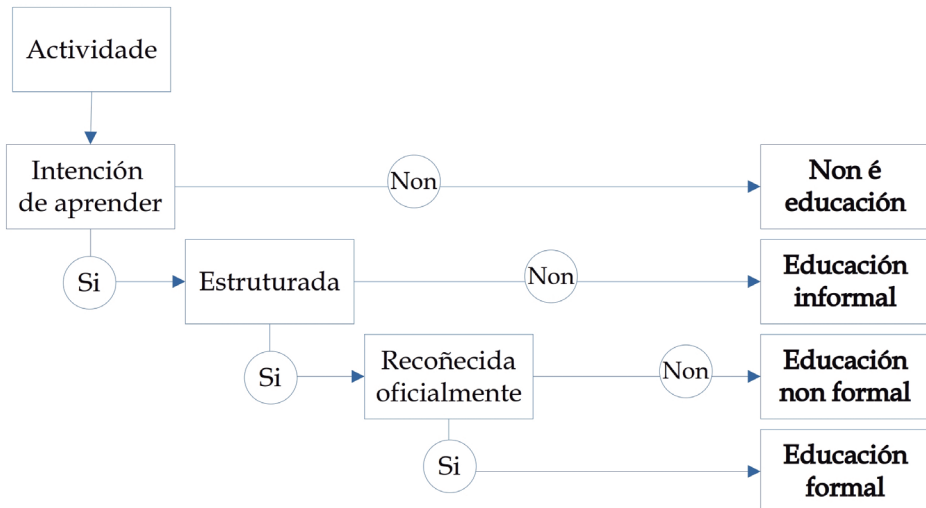 Actividade
Intención
de aprender
Non
Non é
educación
Si
Estruturada
Non
Educación
informal
Si
Recoñecida
oficialmente
Non
Educación
non formal
Si
Educación
formal